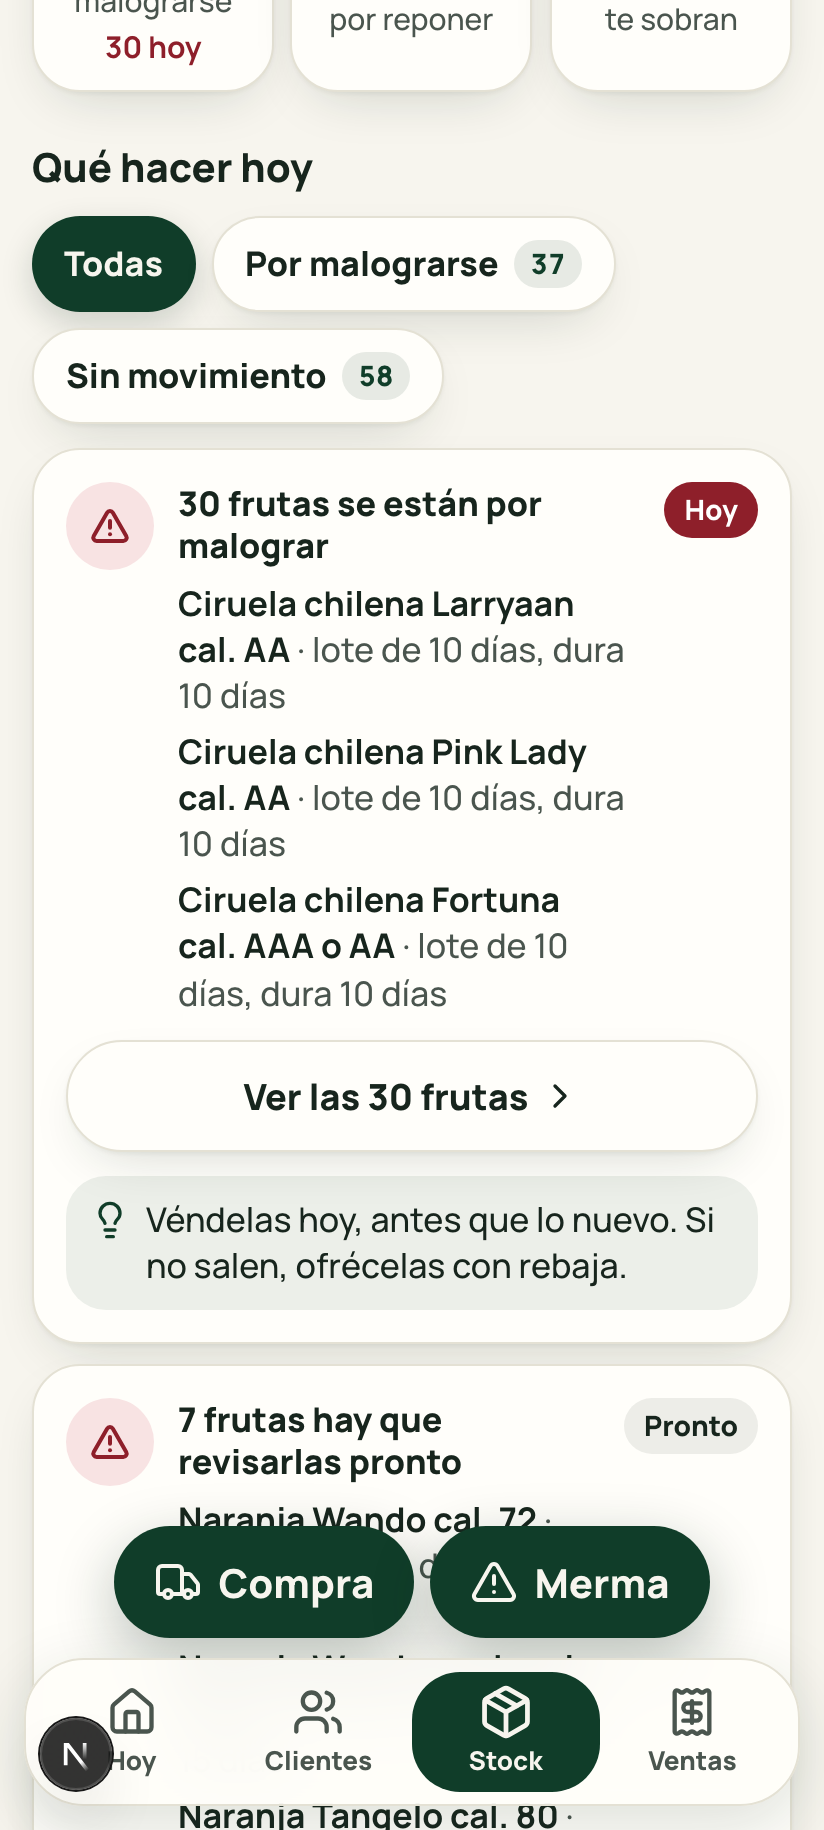 malograrse
30 hoy
por reponer
te sobran
Qué hacer hoy
Todas
Por malograrse 37
Sin movimiento 58
30 frutas se están por
malograr
Hoy
Ciruela chilena Larryaan
cal. AA · lote de 10 días, dura
10 días
Ciruela chilena Pink Lady
cal. AA · lote de 10 días, dura
10 días
Ciruela chilena Fortuna
cal. AAA o AA · lote de 10
días, dura 10 días
Ver las 30 frutas
Véndelas hoy, antes que lo nuevo. Si
no salen, ofrécelas con rebaja.
7 frutas hay que
revisarlas pronto
Pronto
Naranja Wando cal. 72 ·
Compra
Merma
N
Hoy
Clientes
Stock
Ventas
Naranja Tangelo cal. 80 ·